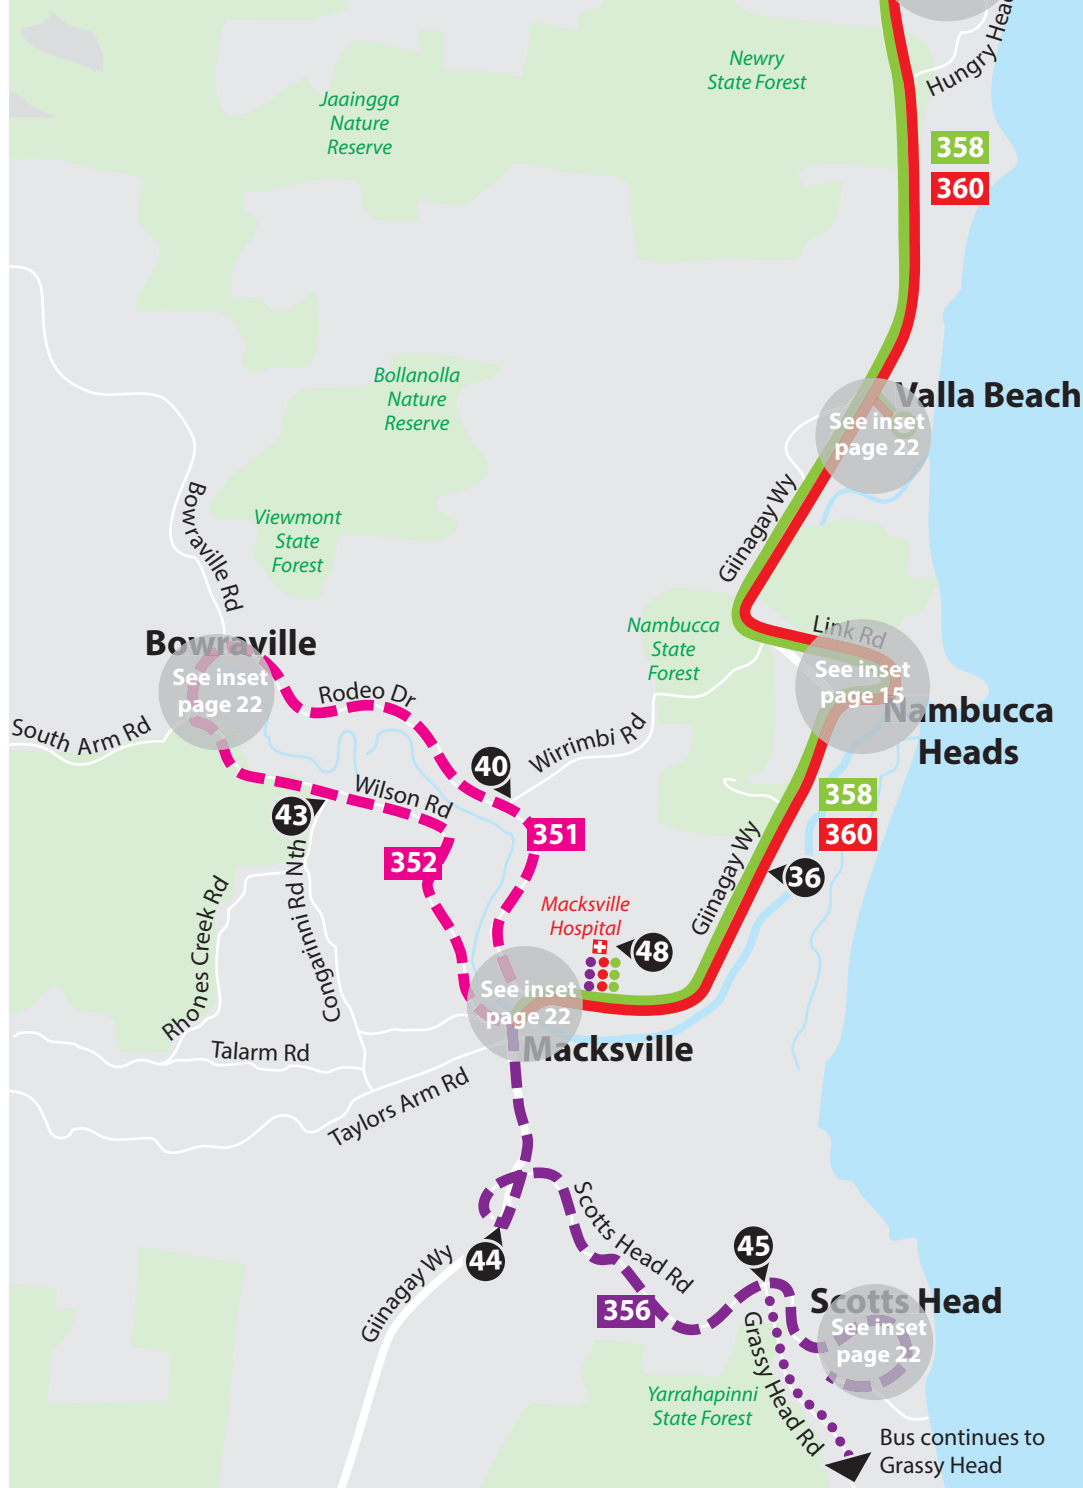 Newry
State Forest
Hungry Hea
Jaaingga
Nature
Reserve
358
360
Bollanolla
Nature
Reserve
Valla Beach
See inset
page 22
Giinagay Wy
Bowraville Rd
Viewmont
State
Forest
Nambucca
State
Forest
Link Rd
Bowraville
See inset
page 22
See inset
page 15
Nambucca
Heads
Rodeo Dr
South Arm Rd
Wirrimbi Rd
40
Wilson Rd
43
351
352
358
360
Giinagay Wy
36
Congarinni Rd Nth
Rhones Creek Rd
Macksville
Hospital
48
See inset
page 22
Macksville
Talarm Rd
Taylors Arm Rd
Scotts Head Rd
44
45
Giinagay Wy
356
Scotts Head
See inset
page 22
Grassy Head Rd
Yarrahapinni
State Forest
Bus continues to
Grassy Head